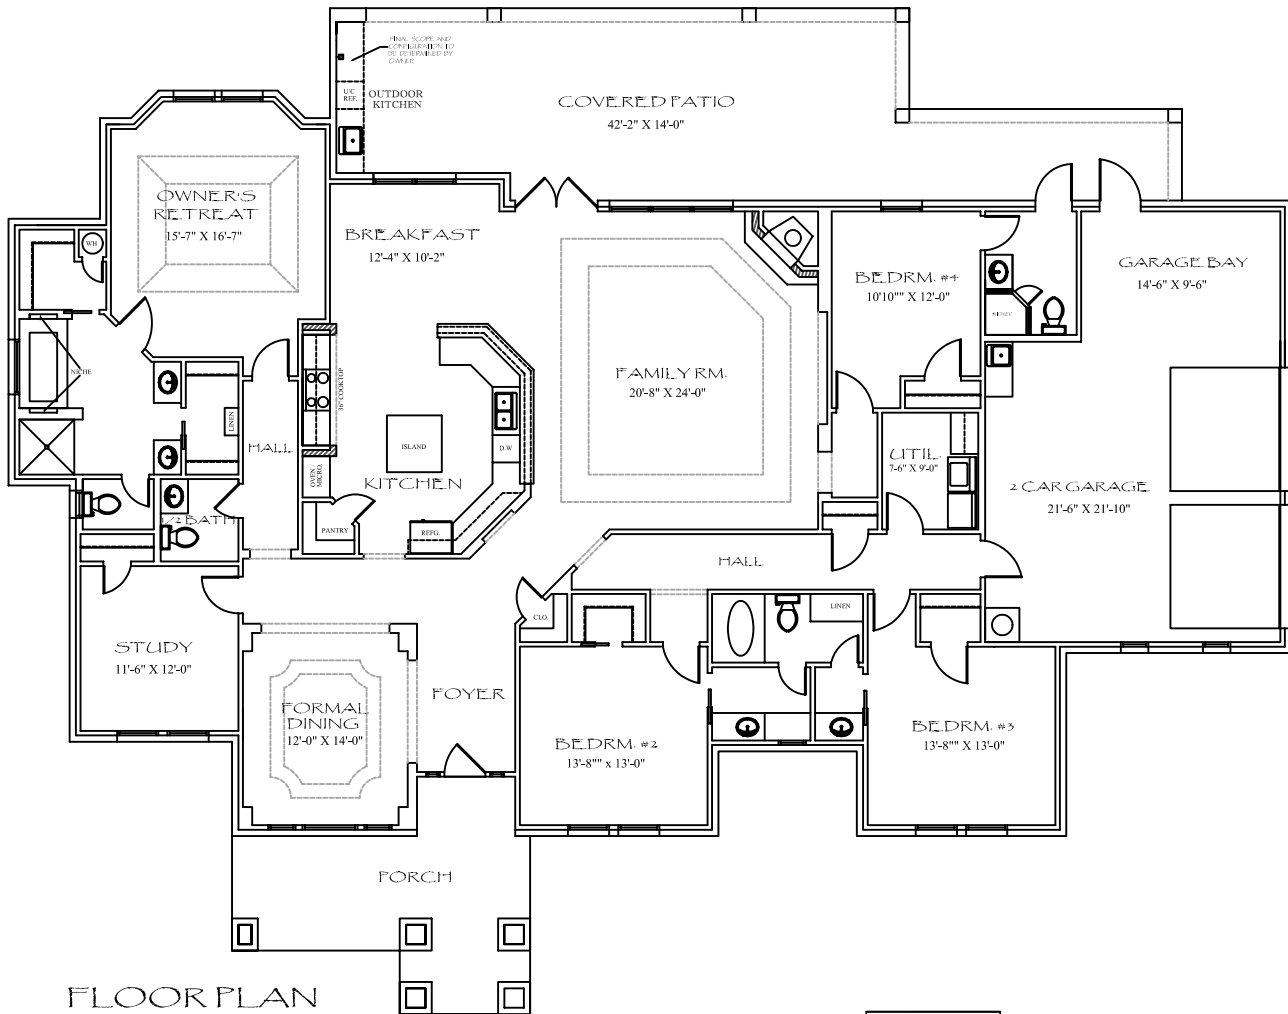 FINAL SCOPE AND
CONFIGURATION TO
BE DETERMINED BY
OWNER
U/C
REF.
OUTDOOR
KITCHEN
COVERED PATIO
42'-2" X 14'-0"
OWNER'S
RETREAT
15'-7" X 16'-7"
WH
BREAKFAST
12'-4" X 10'-2"
BEDRM. #4
10'10"" X 12'-0"
GARAGE BAY
14'-6" X 9'-6"
NICHE
36" COOKTOP
FAMILY RM.
20'-8" X 24'-0"
LINEN
HALL
ISLAND
D.W
OVEN/
MICRO.
KITCHEN
UTIL.
7'-6" X 9'-0"
2 CAR GARAGE
21'-6" X 21'-10"
1/2 BATH
PANTRY
REFG.
HALL
CLO.
LINEN
STUDY
11'-6" X 12'-0"
FORMAL
DINING
12'-0" X 14'-0"
FOYER
BEDRM. #2
13'-8"" x 13'-0"
BEDRM. #3
13'-8"" X 13'-0"
PORCH
FLOOR PLAN